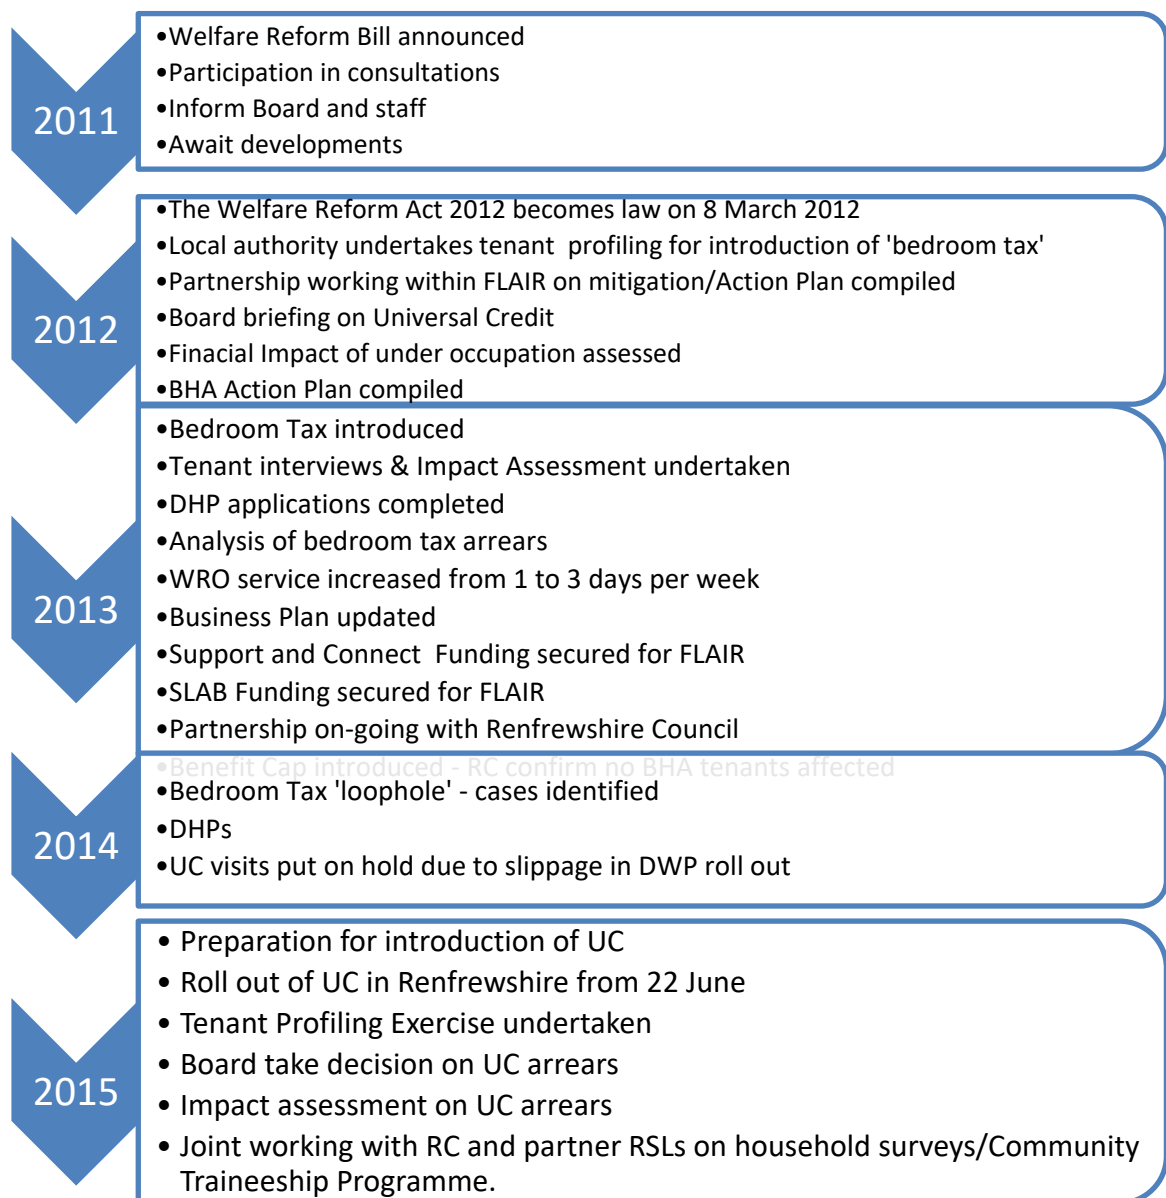 2011
•Welfare Reform Bill announced
•Participation in consultations
•Inform Board and staff
•Await developments
2012
•The Welfare Reform Act 2012 becomes law on 8 March 2012
•Local authority undertakes tenant profiling for introduction of 'bedroom tax'
•Partnership working within FLAIR on mitigation/Action Plan compiled
•Board briefing on Universal Credit
•Finacial Impact of under occupation assessed
•BHA Action Plan compiled
2013
•Bedroom Tax introduced
•Tenant interviews & Impact Assessment undertaken
•DHP applications completed
•Analysis of bedroom tax arrears
•WRO service increased from 1 to 3 days per week
•Business Plan updated
•Support and Connect Funding secured for FLAIR
•SLAB Funding secured for FLAIR
•Partnership on-going with Renfrewshire Council
•Benefit Cap introduced - RC confirm no BHA tenants affected
2014
•Bedroom Tax 'loophole' - cases identified
•DHPs
•UC visits put on hold due to slippage in DWP roll out
2015
• Preparation for introduction of UC
• Roll out of UC in Renfrewshire from 22 June
• Tenant Profiling Exercise undertaken
• Board take decision on UC arrears
• Impact assessment on UC arrears
• Joint working with RC and partner RSLs on household surveys/Community
Traineeship Programme.